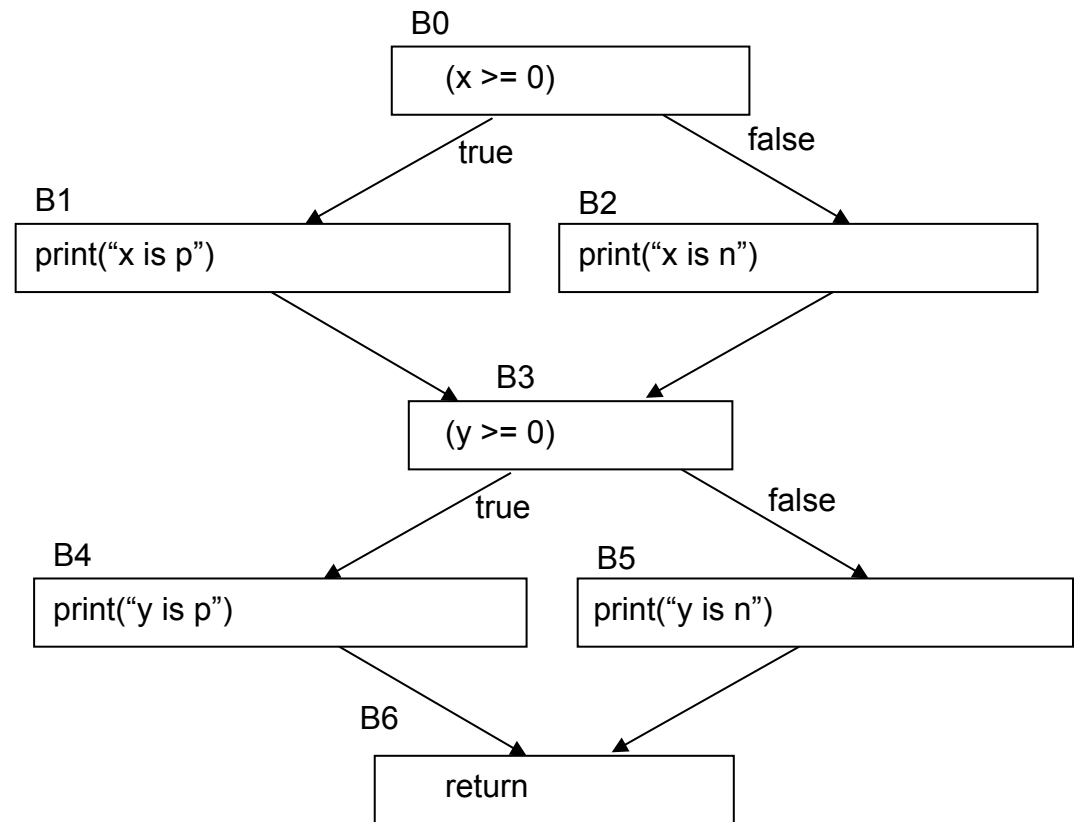 B0
(x >= 0)
true
false
B1
B2
print(“x is p”)
print(“x is n”)
B3
(y >= 0)
true
false
B4
B5
print(“y is p”)
print(“y is n”)
B6
return